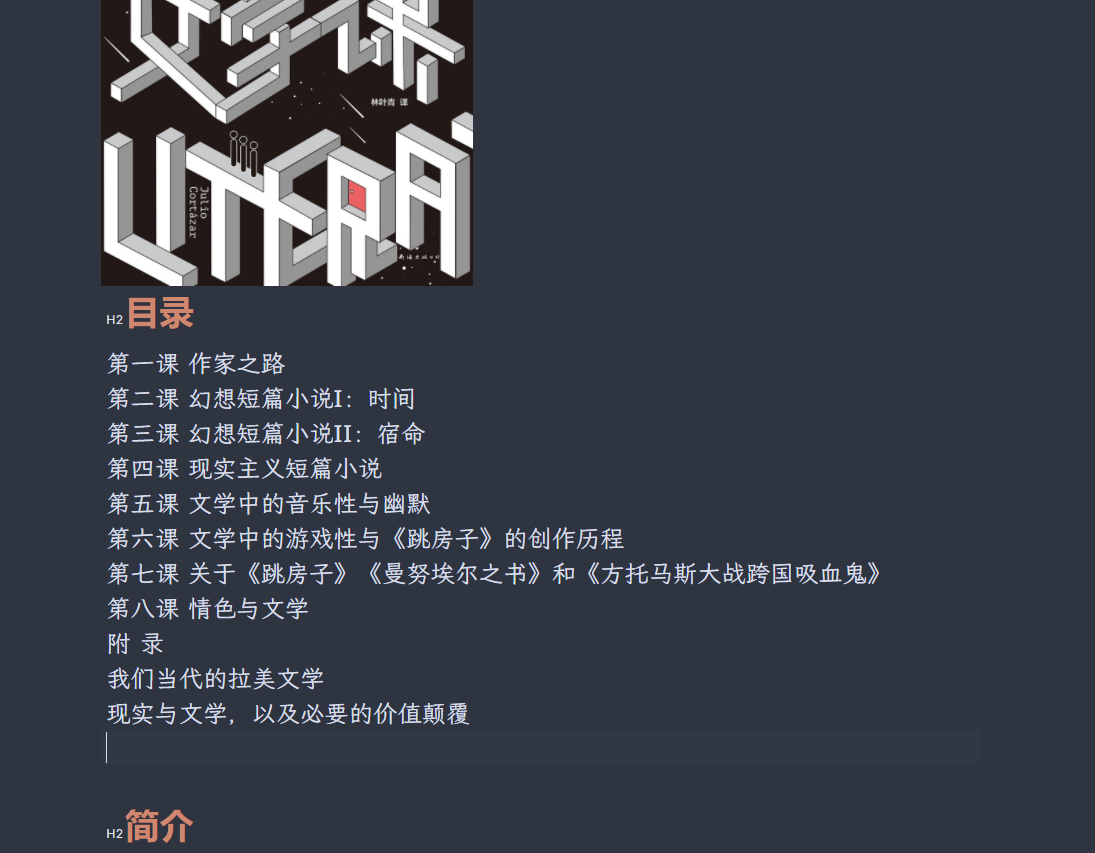 文学课
林叶青 译
LITERA
Julio
Cortázar
南海出版公司
H2 目录
第一课 作家之路
第二课 幻想短篇小说I：时间
第三课 幻想短篇小说II：宿命
第四课 现实主义短篇小说
第五课 文学中的音乐性与幽默
第六课 文学中的游戏性与《跳房子》的创作历程
第七课 关于《跳房子》《曼努埃尔之书》和《方托马斯大战跨国吸血鬼》
第八课 情色与文学
附 录
我们当代的拉美文学
现实与文学，以及必要的价值颠覆
H2 简介